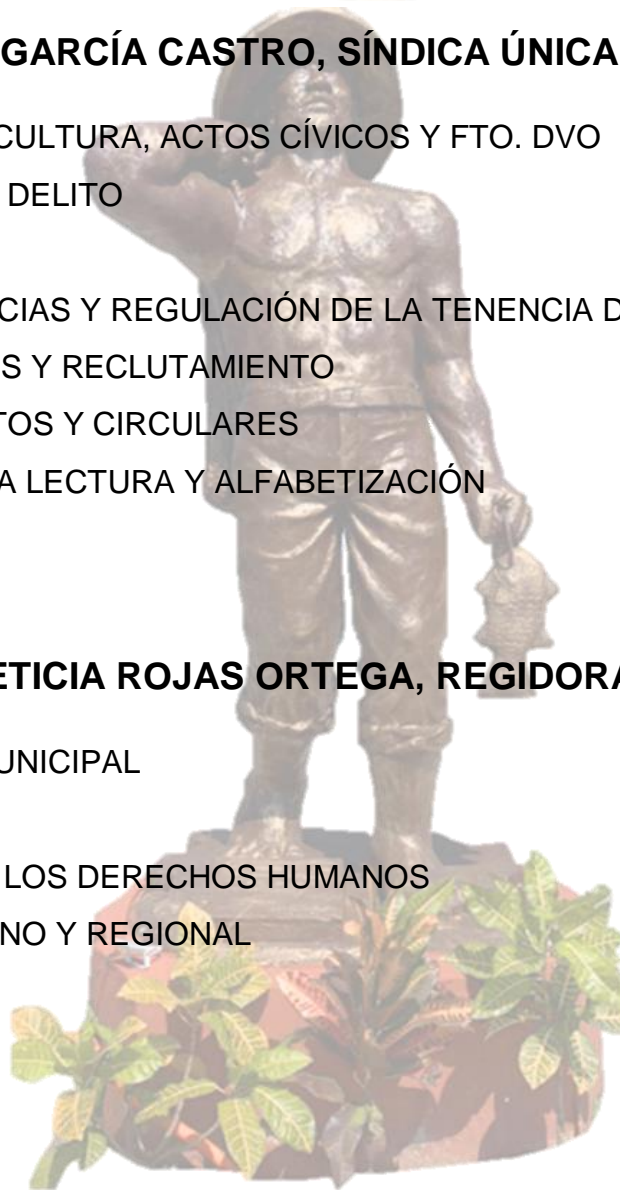 GARCÍA CASTRO, SÍNDICA ÚNICA
CULTURA, ACTOS CÍVICOS Y FTO. DVO
DELITO
CIAS Y REGULACIÓN DE LA TENENCIA D
S Y RECLUTAMIENTO
TOS Y CIRCULARES
A LECTURA Y ALFABETIZACIÓN
ETICIA ROJAS ORTEGA, REGIDORA
UNICIPAL
LOS DERECHOS HUMANOS
NO Y REGIONAL